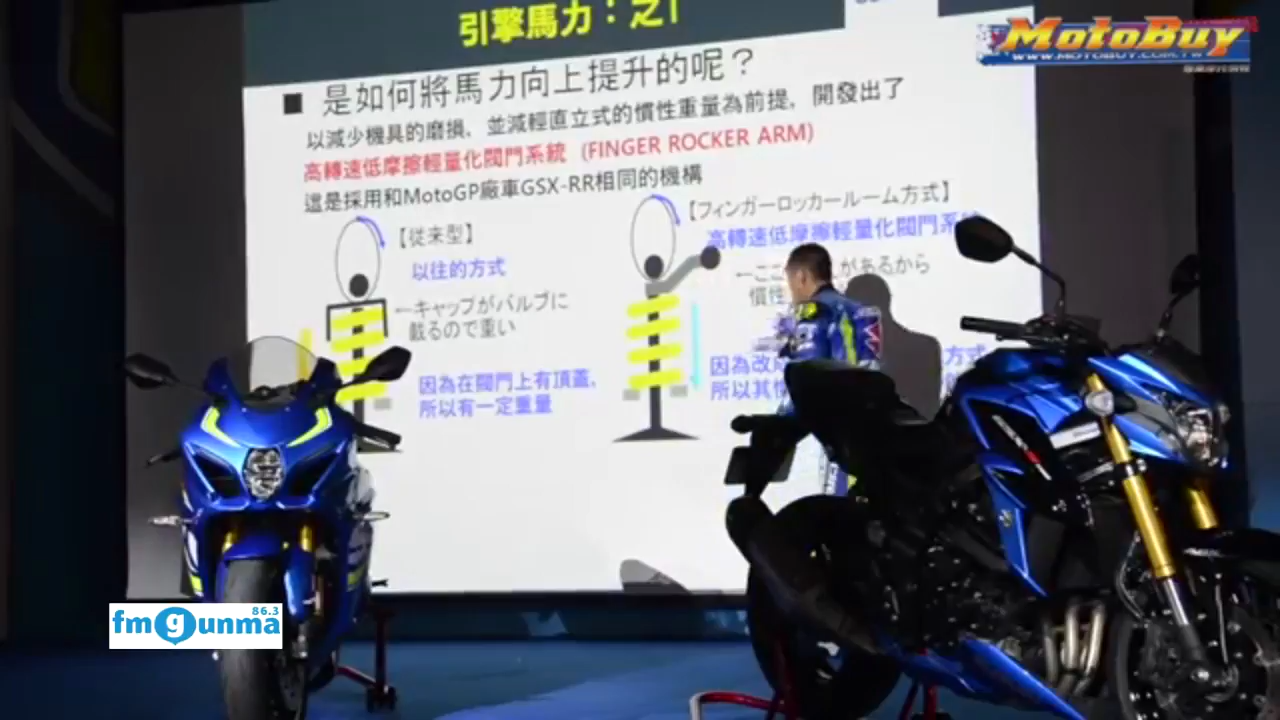 引擎馬力：之1
MotoBuy
WWW.MOTOBUY.COM.TW
■ 是如何將馬力向上提升的呢？
以減少機具的磨損、並減輕直立式的慣性重量為前提，開發出了
高轉速低摩擦輕量化閥門系統 (FINGER ROCKER ARM)
這是採用和MotoGP廠車GSX-RR相同的機構
【従来型】
以往的方式
←キャップがバルブに
載るので重い
因為在閥門上有頂蓋，
所以有一定重量
【フィンガーロッカールーム方式】
高轉速低摩擦輕量化閥門系
←ここ
があるから
慣性
因為改
方式
所以其
86.3
fm gunma